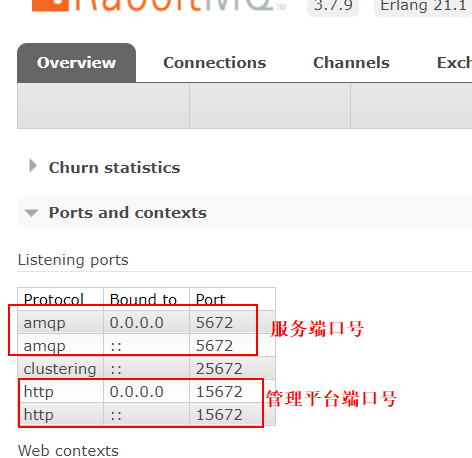 RabbitMQ TM 3.7.9 Erlang 21.1
Overview Connections Channels Exch
Churn statistics
Ports and contexts
Listening ports
Protocol Bound to Port
amqp 0.0.0.0 5672
服务端口号
amqp :: 5672
clustering :: 25672
http 0.0.0.0 15672
管理平台端口号
http :: 15672
Web contexts